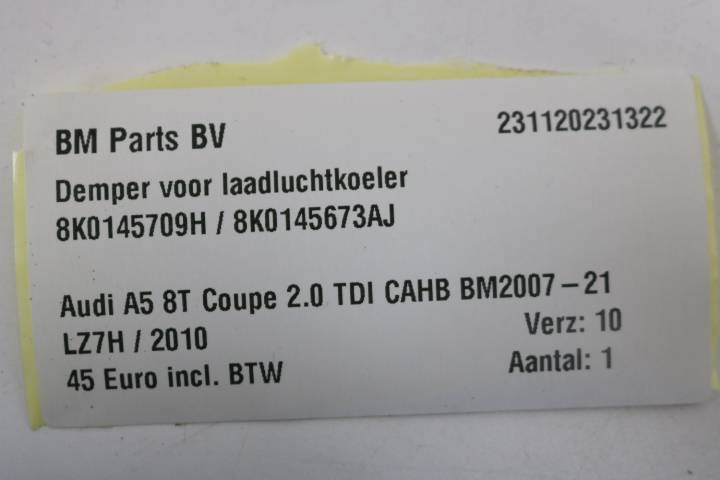 BM Parts BV 231120231322
Demper voor laadluchtkoeler
8K0145709H / 8K0145673AJ
Audi A5 8T Coupe 2.0 TDI CAHB BM2007-21
LZ7H / 2010 Verz: 10
45 Euro incl. BTW Aantal: 1